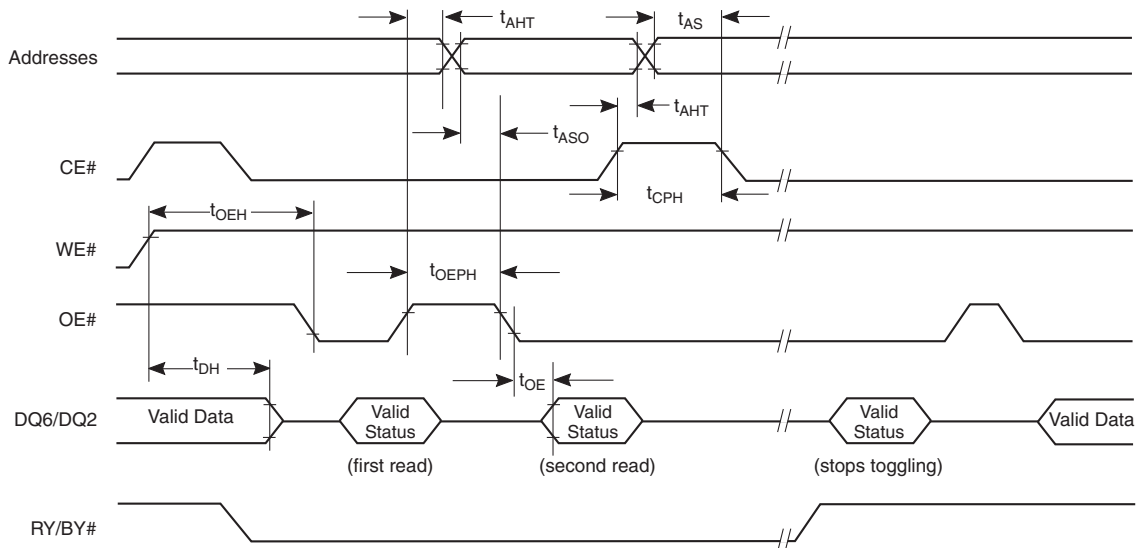 tAHT
tAS
Addresses
tAHT
tASO
CE#
tCPH
tOEH
WE#
tOEPH
OE#
tDH
tOE
DQ6/DQ2
Valid Data
Valid
Status
Valid
Status
Valid
Status
Valid Data
(first read)
(second read)
(stops toggling)
RY/BY#